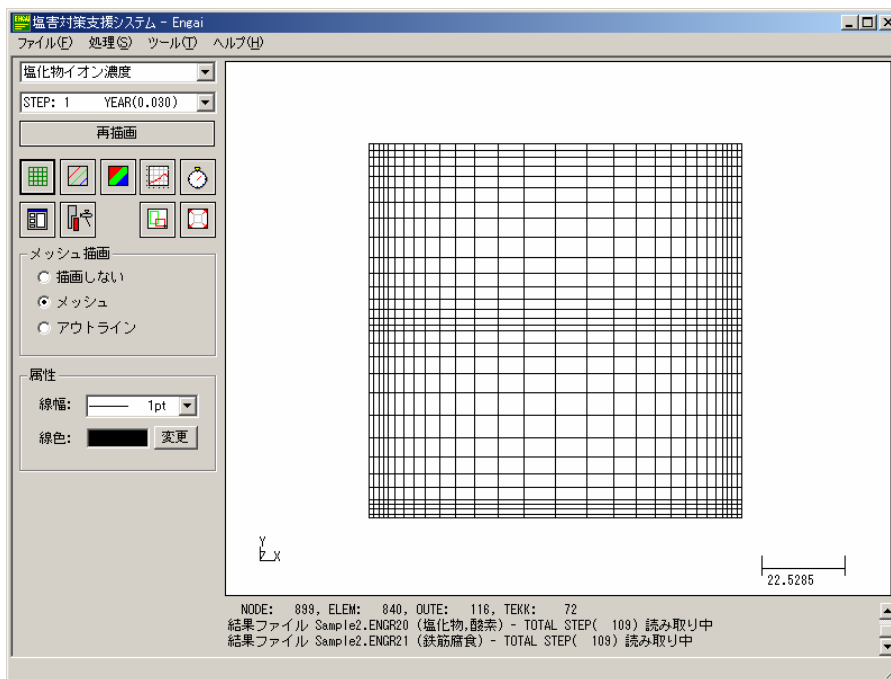 塩害対策支援システム - Engai
ファイル(F) 処理(S) ツール(T) ヘルプ(H)
塩化物イオン濃度
STEP: 1 YEAR(0.030)
再描画
メッシュ描画
描画しない
メッシュ
アウトライン
属性
線幅: 1pt
線色: 変更
Y
Z X
22.5285
NODE: 899, ELEM: 840, OUTE: 116, TEKK: 72
結果ファイル Sample2.ENGR20 (塩化物,酸素) - TOTAL STEP( 109) 読み取り中
結果ファイル Sample2.ENGR21 (鉄筋腐食) - TOTAL STEP( 109) 読み取り中